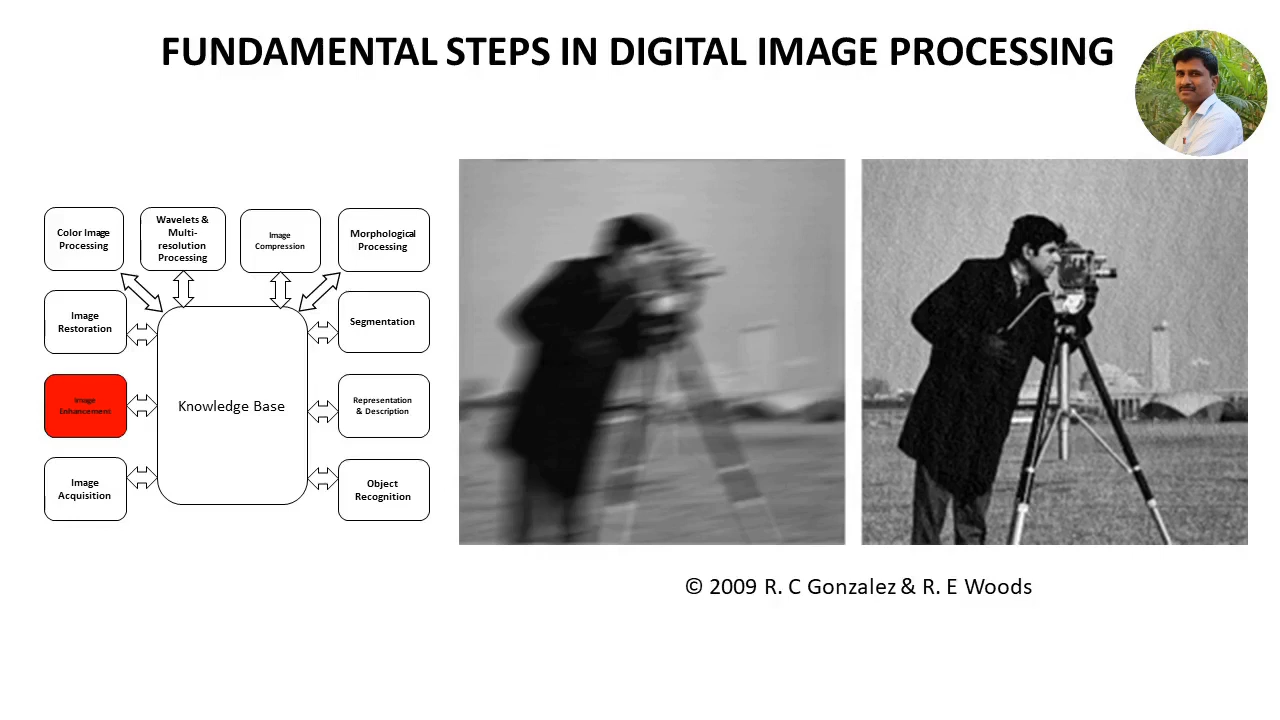 FUNDAMENTAL STEPS IN DIGITAL IMAGE PROCESSING
Color Image
Processing
Wavelets &
Multi-
resolution
Processing
Image
Compression
Morphological
Processing
Image
Restoration
Segmentation
Image
Enhancement
Knowledge Base
Representation
& Description
Image
Acquisition
Object
Recognition
© 2009 R. C Gonzalez & R. E Woods